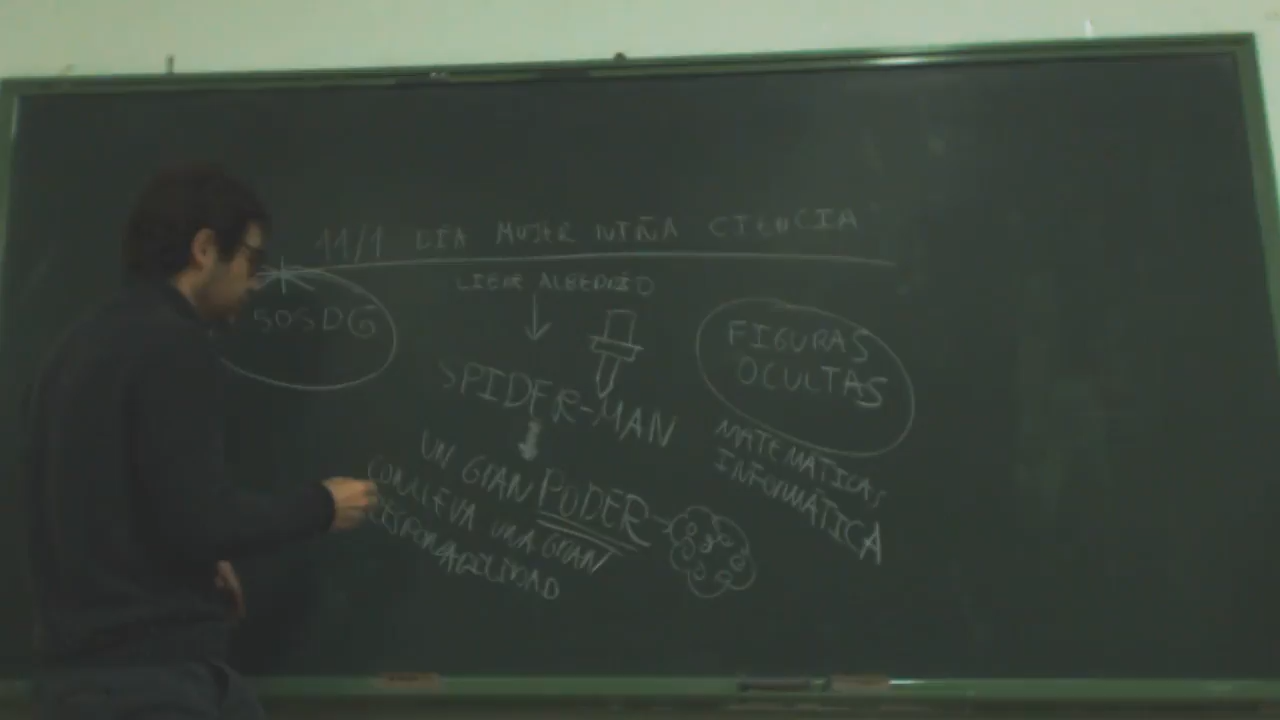 11/1 DÍA MUJER NIÑA CIENCIA
LIBRE ALBEDRÍO
SOSDG
SPIDER-MAN
UN GRAN PODER
CONLLEVA UNA GRAN
RESPONSABILIDAD
FIGURAS
OCULTAS
MATEMÁTICAS
INFORMÁTICA